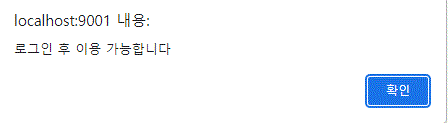 localhost:9001 내용:
로그인 후 이용 가능합니다
확인